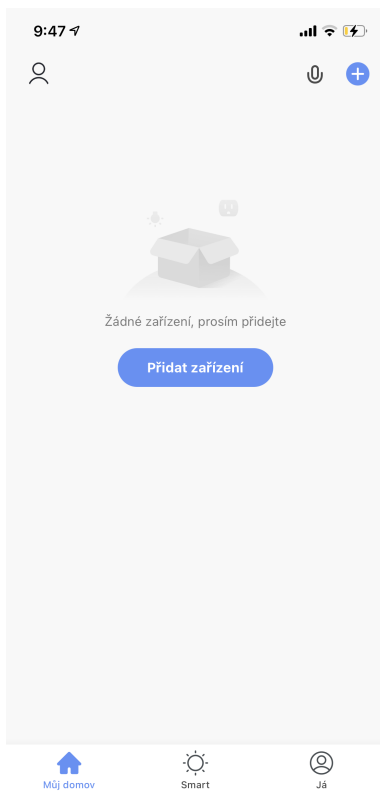 9:47
Žádné zařízení, prosím přidejte
Přidat zařízení
Můj domov
Smart
Já